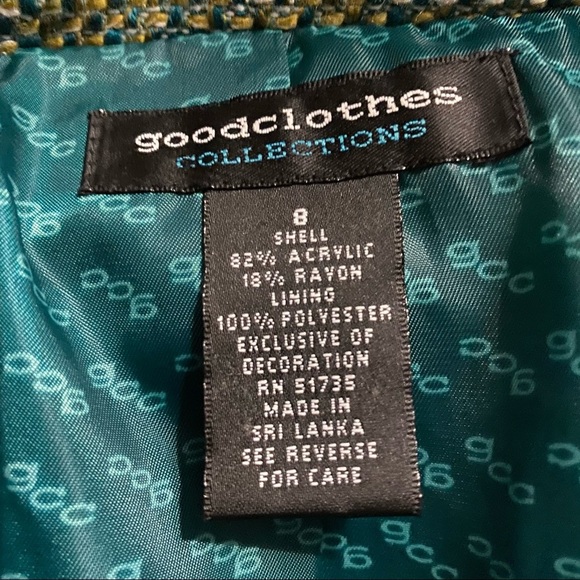 goodclothes
COLLECTIONS
8
SHELL
82% ACRYLIC
18% RAYON
LINING
100% POLYESTER
EXCLUSIVE OF
DECORATION
RN 51735
MADE IN
SRI LANKA
SEE REVERSE
FOR CARE
gcc